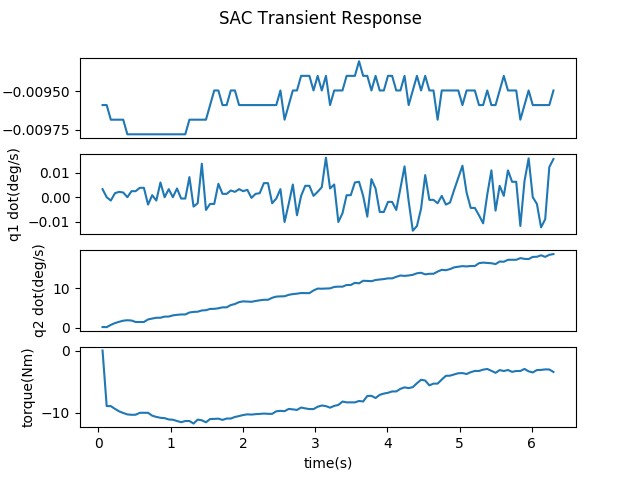 SAC Transient Response
−0.00950
−0.00975
q1 dot(deg/s)
0.01
0.00
−0.01
q2 dot(deg/s)
10
0
torque(Nm)
0
−10
0 1 2 3 4 5 6
time(s)